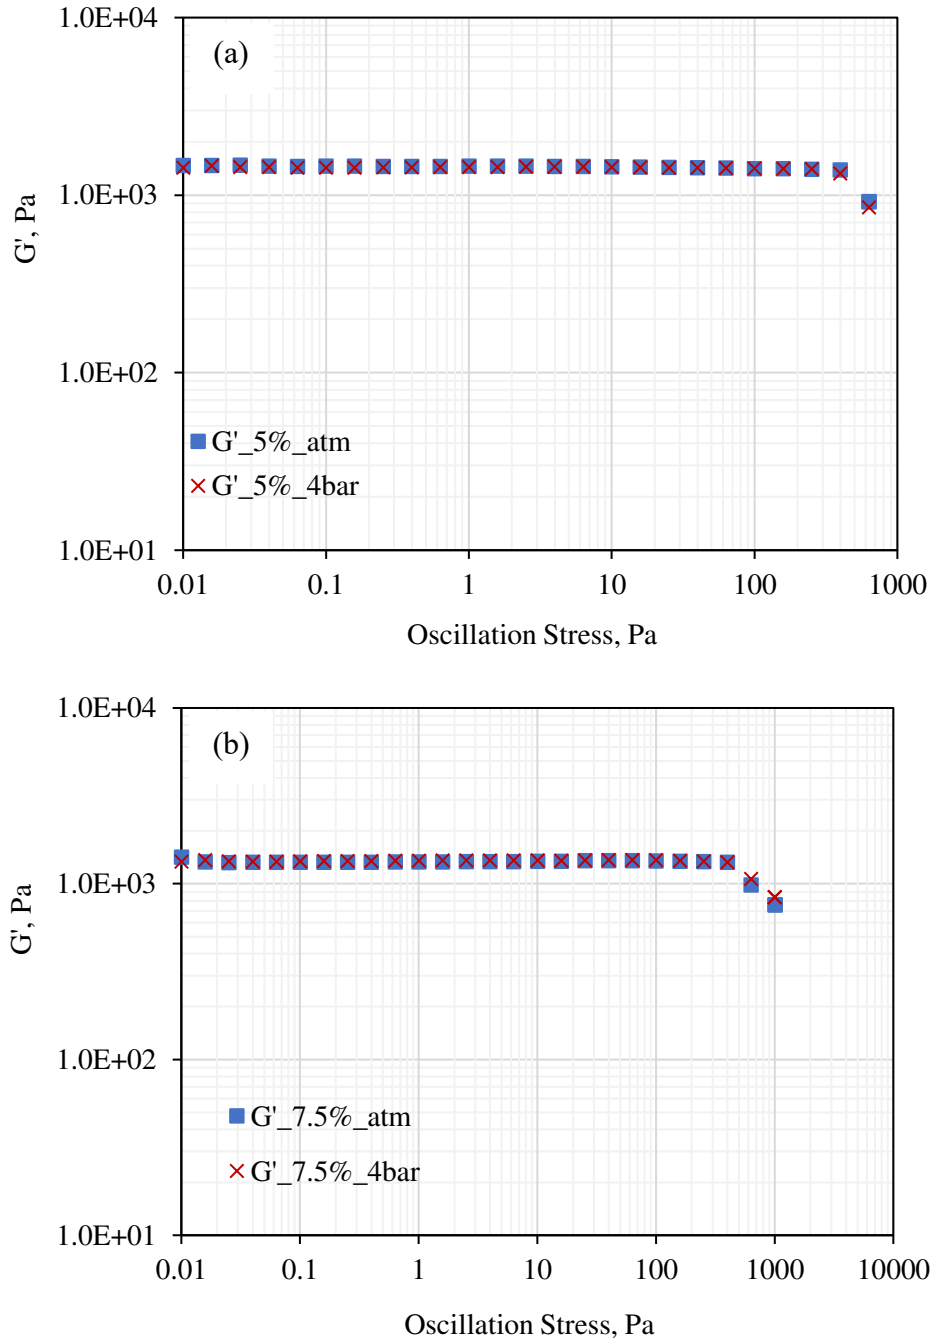 (a)
1.0E+04
1.0E+03
1.0E+02
1.0E+01
G', Pa
G'_5%_atm
G'_5%_4bar
0.01 0.1 1 10 100 1000
Oscillation Stress, Pa
(b)
1.0E+04
1.0E+03
1.0E+02
1.0E+01
G', Pa
G'_7.5%_atm
G'_7.5%_4bar
0.01 0.1 1 10 100 1000 10000
Oscillation Stress, Pa